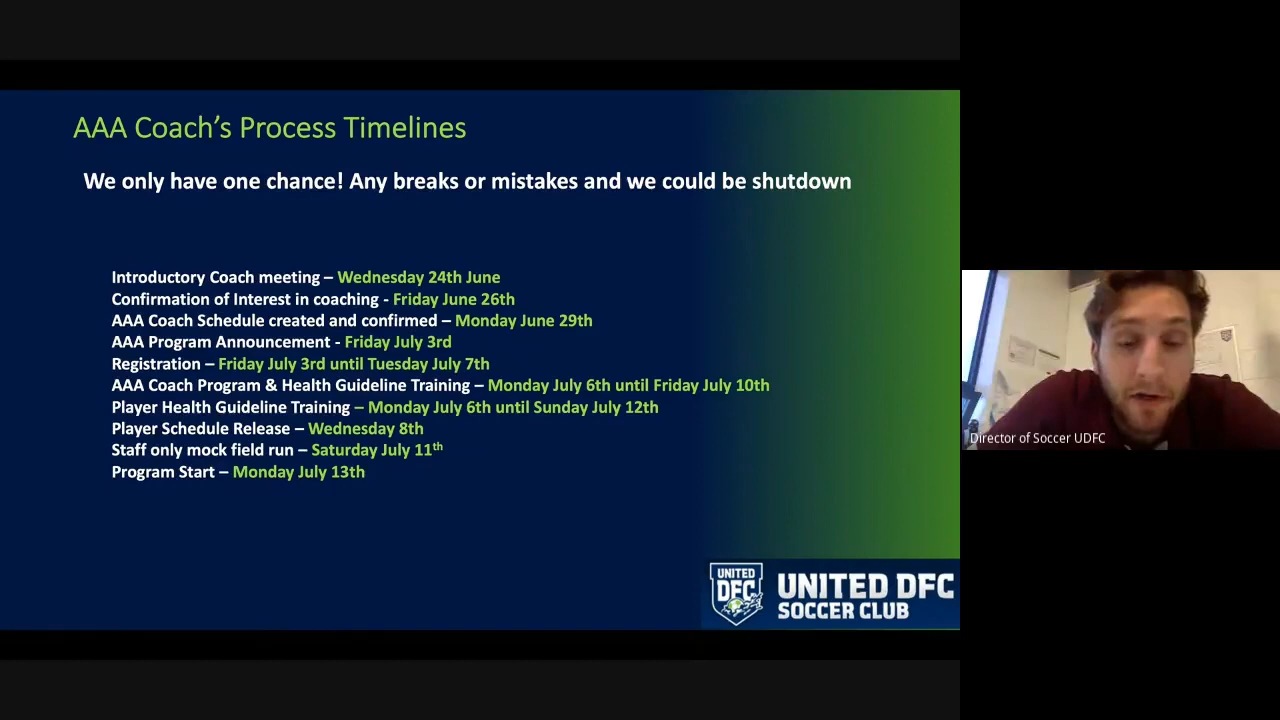 AAA Coach's Process Timelines
We only have one chance! Any breaks or mistakes and we could be shutdown
Introductory Coach meeting – Wednesday 24th June
Confirmation of Interest in coaching - Friday June 26th
AAA Coach Schedule created and confirmed – Monday June 29th
AAA Program Announcement - Friday July 3rd
Registration – Friday July 3rd until Tuesday July 7th
AAA Coach Program & Health Guideline Training – Monday July 6th until Friday July 10th
Player Health Guideline Training – Monday July 6th until Sunday July 12th
Player Schedule Release – Wednesday 8th
Staff only mock field run – Saturday July 11th
Program Start – Monday July 13th
Director of Soccer UDFC
UNITED
DFC
UNITED DFC
SOCCER CLUB